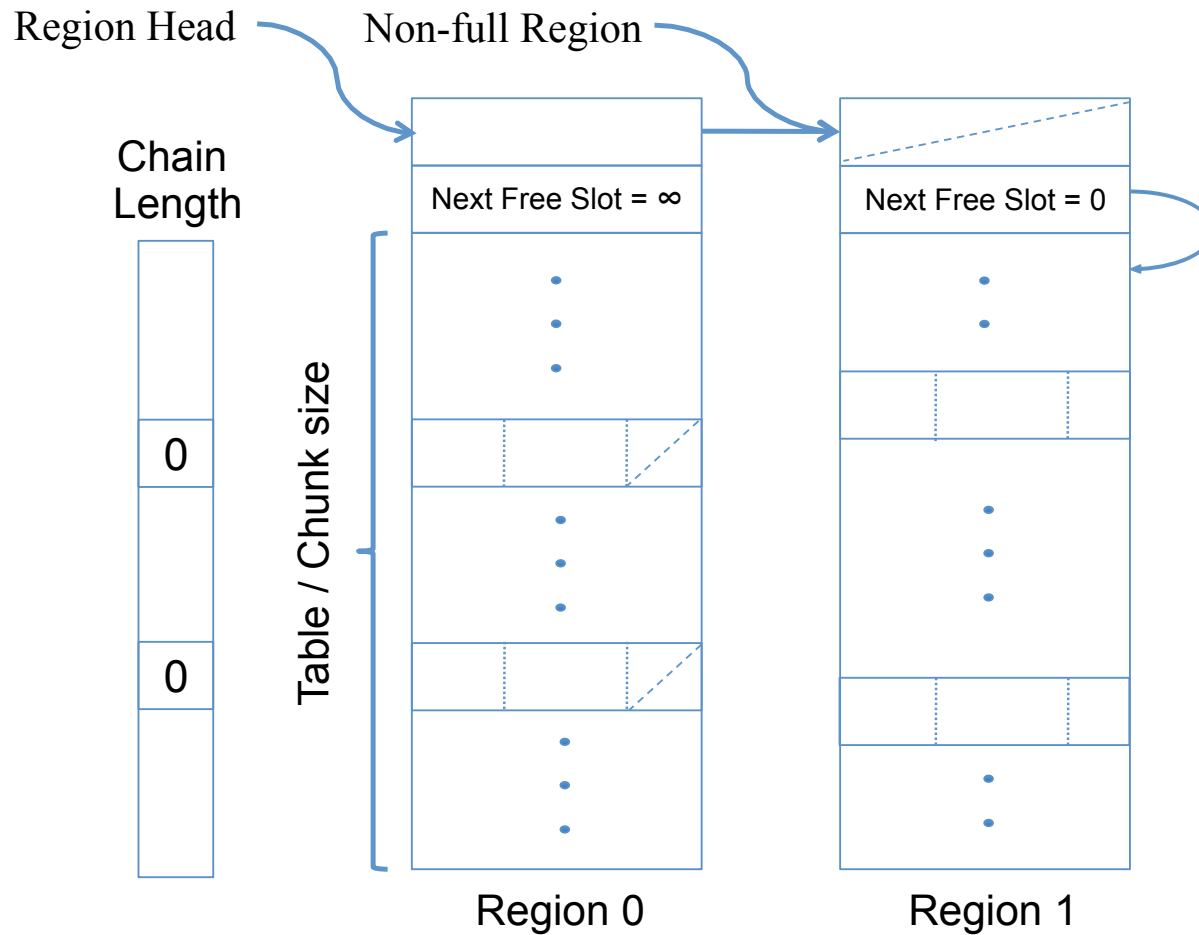 Region Head
Non-full Region
Chain
Length
Next Free Slot = ∞
Next Free Slot = 0
0
0
Table / Chunk size
Region 0
Region 1